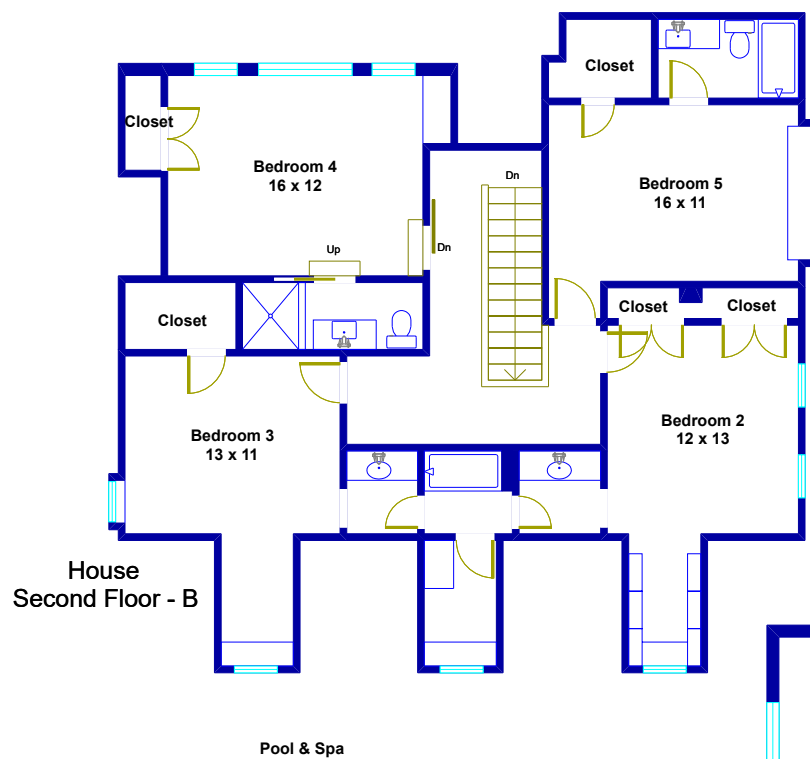 Closet
Closet
Bedroom 4
16 x 12
Dn
Bedroom 5
16 x 11
Up
Dn
Closet
Closet
Closet
Bedroom 3
13 x 11
Bedroom 2
12 x 13
House
Second Floor - B
Pool & Spa